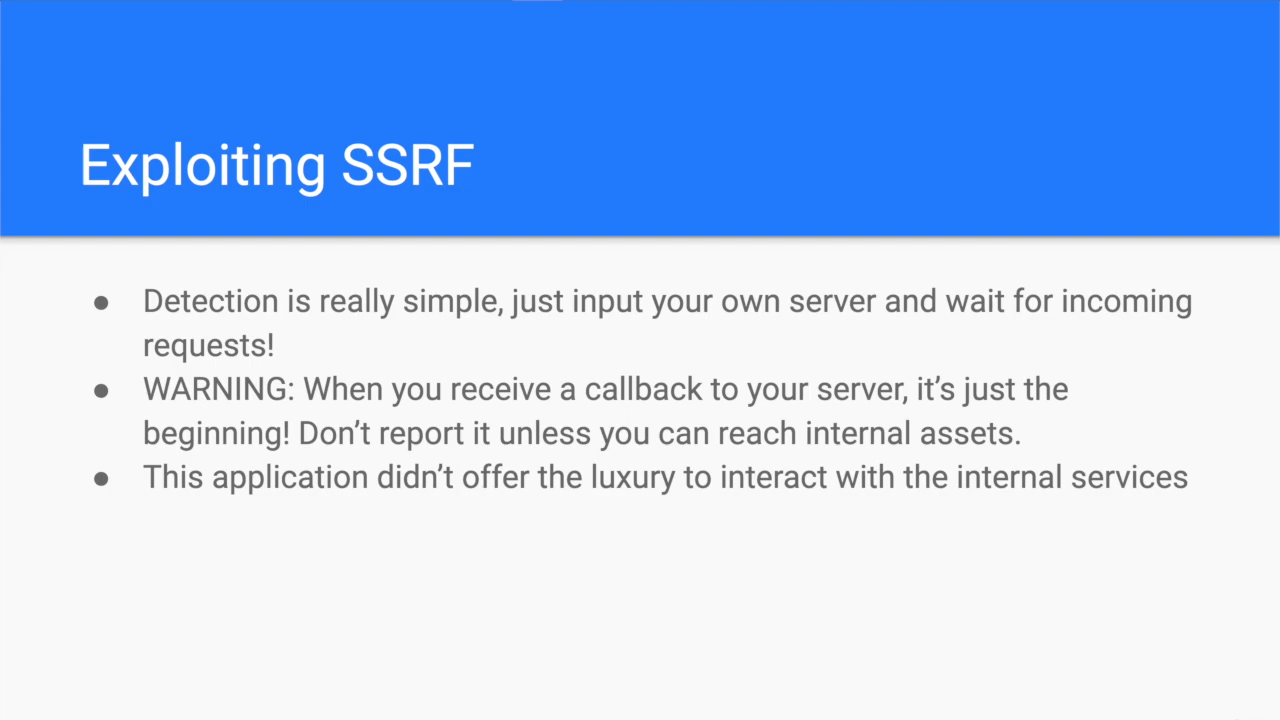 Exploiting SSRF
● Detection is really simple, just input your own server and wait for incoming
requests!
● WARNING: When you receive a callback to your server, it’s just the
beginning! Don’t report it unless you can reach internal assets.
● This application didn’t offer the luxury to interact with the internal services